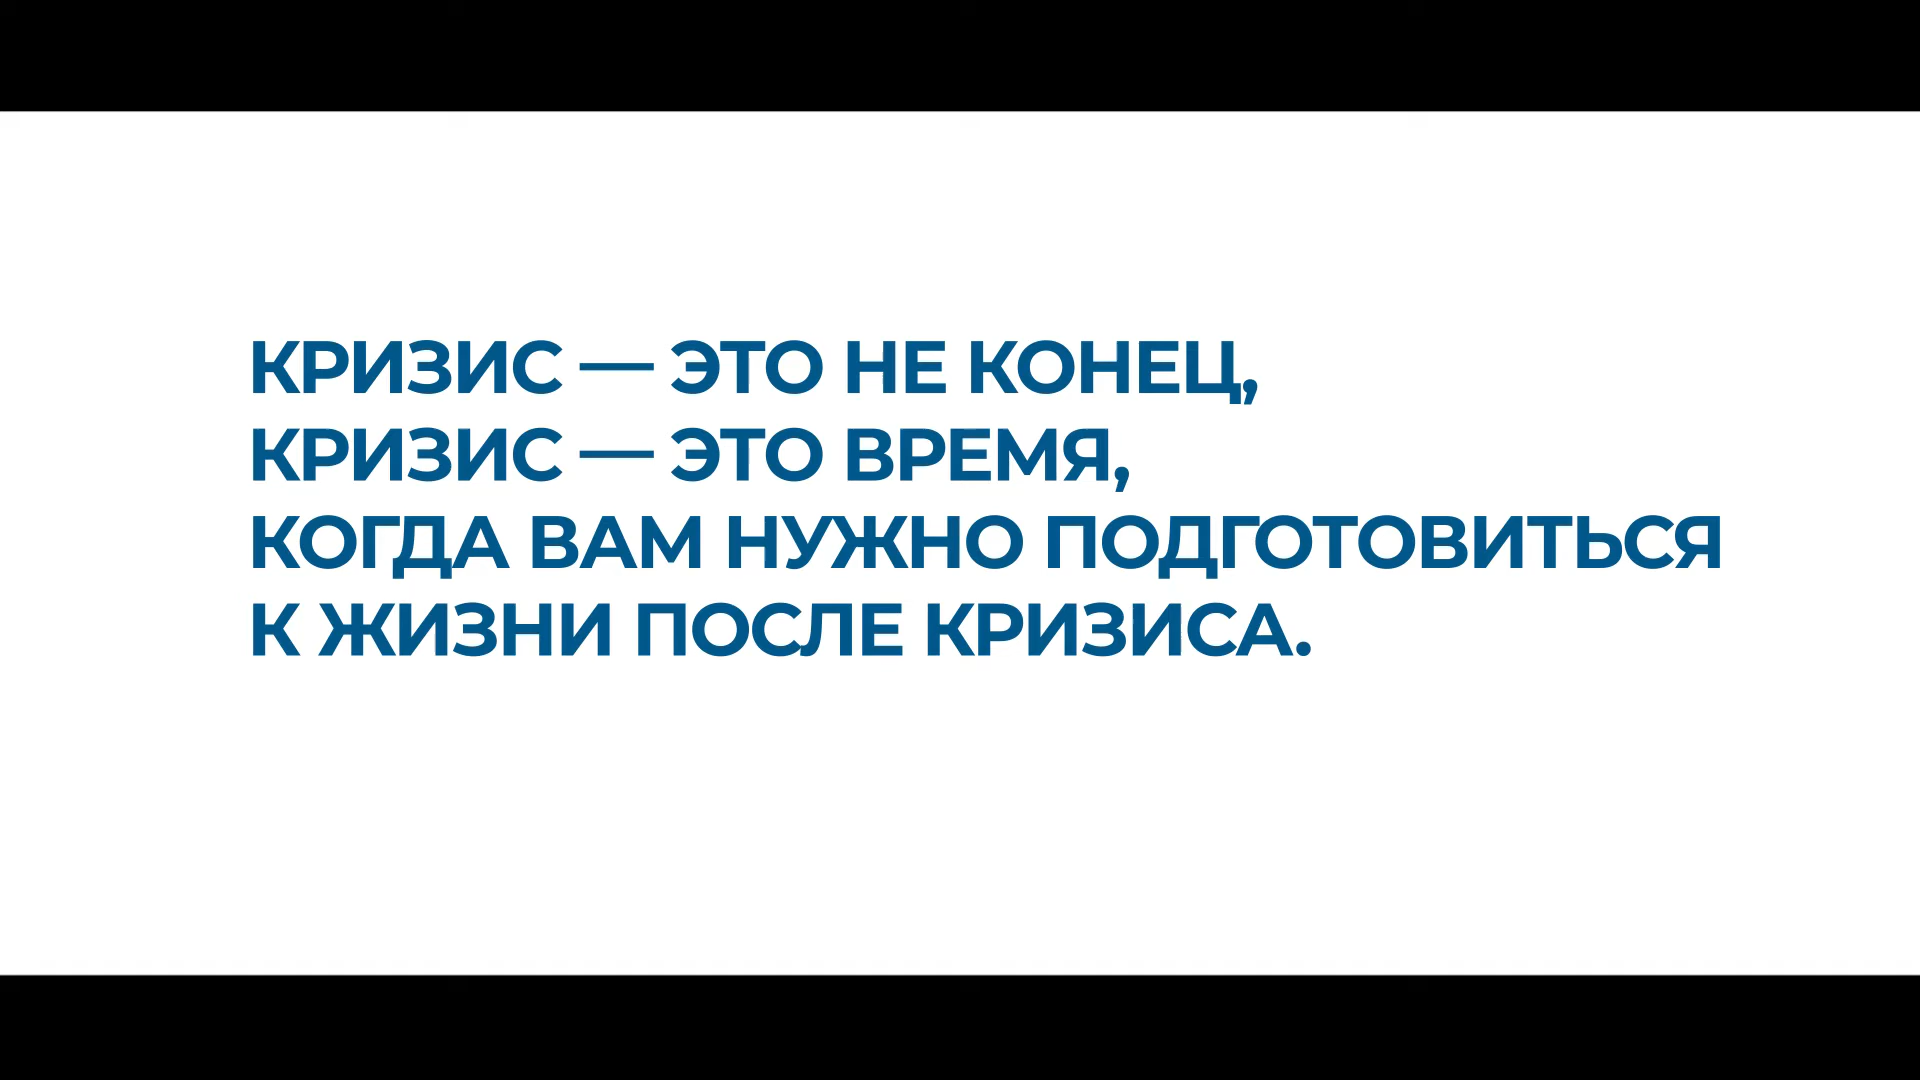 КРИЗИС — ЭТО НЕ КОНЕЦ,
КРИЗИС — ЭТО ВРЕМЯ,
КОГДА ВАМ НУЖНО ПОДГОТОВИТЬСЯ
К ЖИЗНИ ПОСЛЕ КРИЗИСА.